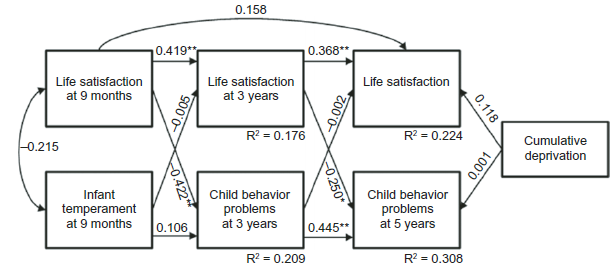 0.158
0.419**
0.368**
Life satisfaction
at 9 months
Life satisfaction
at 3 years
Life satisfaction
–0.005
–0.002
0.118
R² = 0.176
R² = 0.224
Cumulative
deprivation
–0.215
–0.422**
–0.250*
0.001
Infant
temperament
at 9 months
Child behavior
problems
at 3 years
Child behavior
problems
at 5 years
0.106
0.445**
R² = 0.209
R² = 0.308